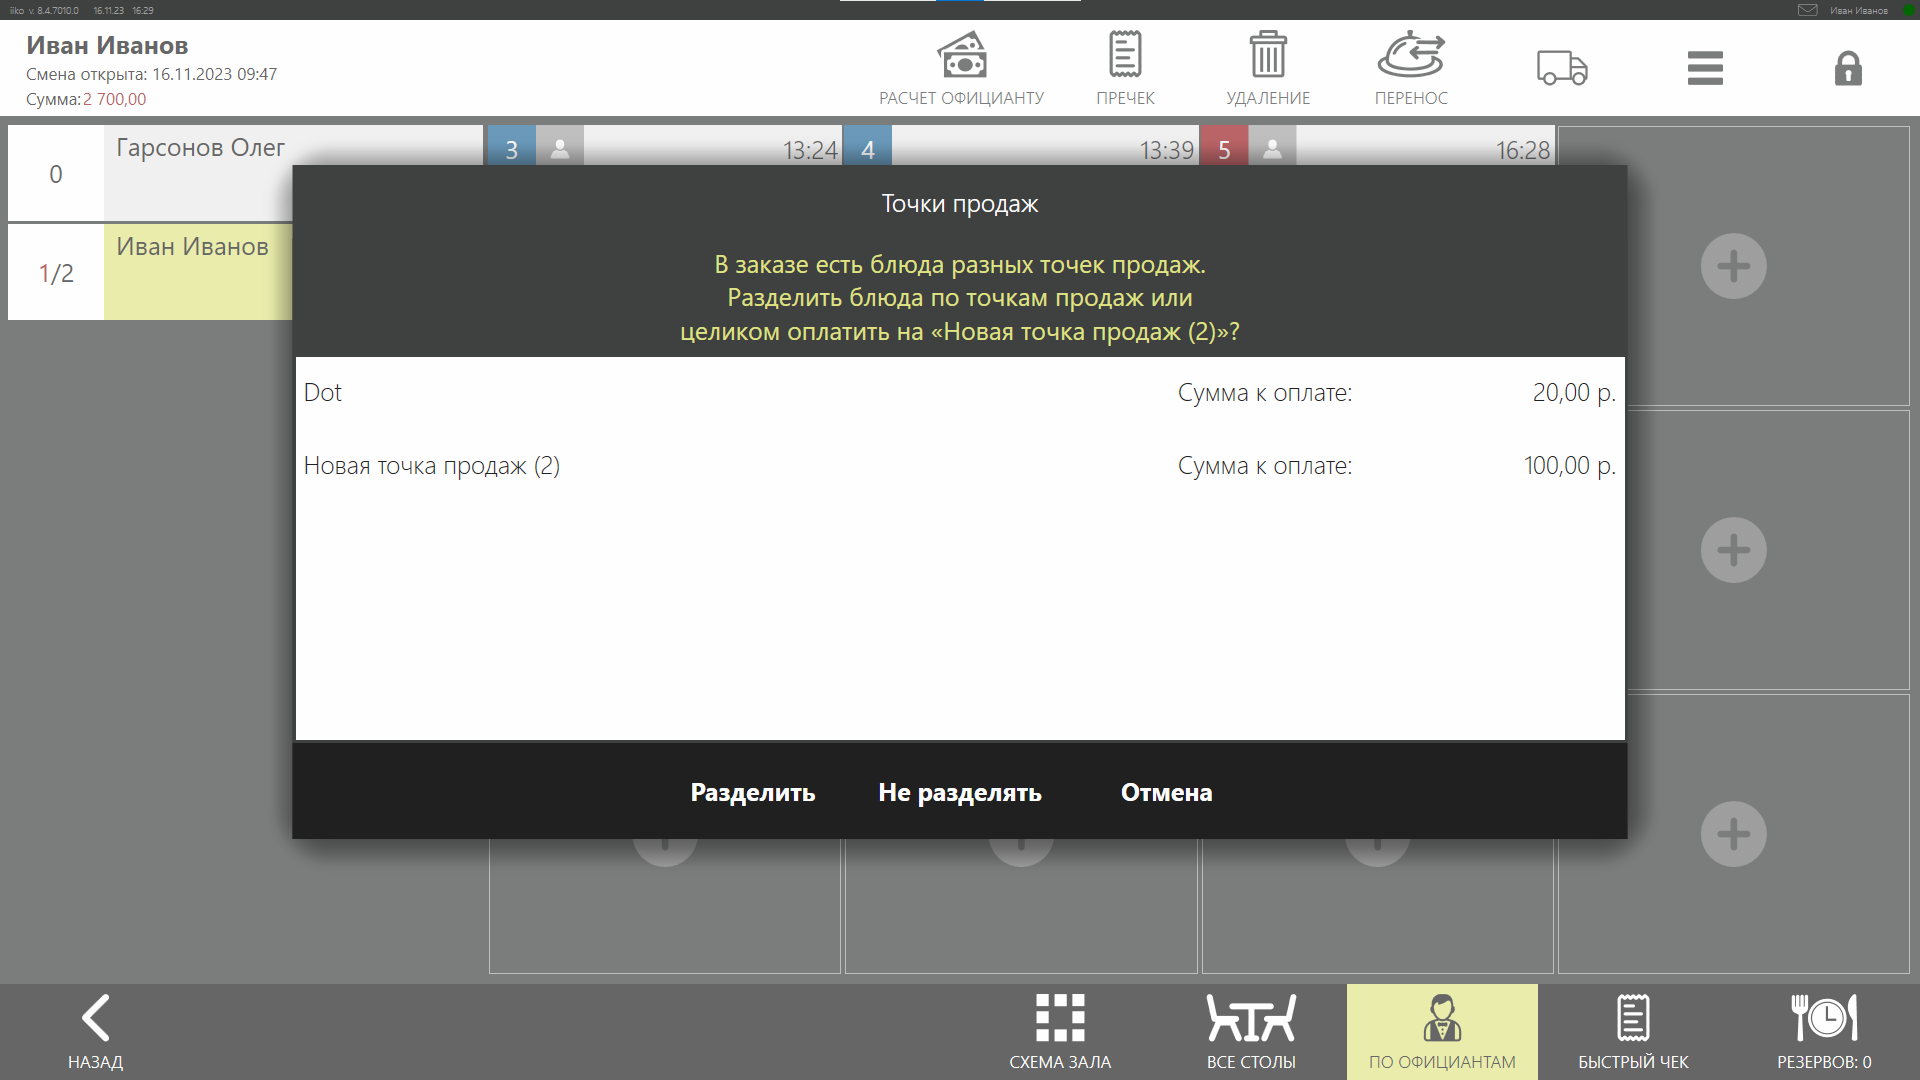 iiko v. 8.4.7010.0 16.11.23 16:29 Иван Иванов
Иван Иванов
Смена открыта: 16.11.2023 09:47
Сумма: 2 700,00
РАСЧЕТ ОФИЦИАНТУ ПРЕЧЕК УДАЛЕНИЕ ПЕРЕНОС
0 Гарсонов Олег
3 13:24 4 13:39 5 16:28
1/2 Иван Иванов
Точки продаж
В заказе есть блюда разных точек продаж.
Разделить блюда по точкам продаж или
целиком оплатить на «Новая точка продаж (2)»?
Dot Сумма к оплате: 20,00 р.
Новая точка продаж (2) Сумма к оплате: 100,00 р.
Разделить Не разделять Отмена
НАЗАД СХЕМА ЗАЛА ВСЕ СТОЛЫ ПО ОФИЦИАНТАМ БЫСТРЫЙ ЧЕК РЕЗЕРВОВ: 0